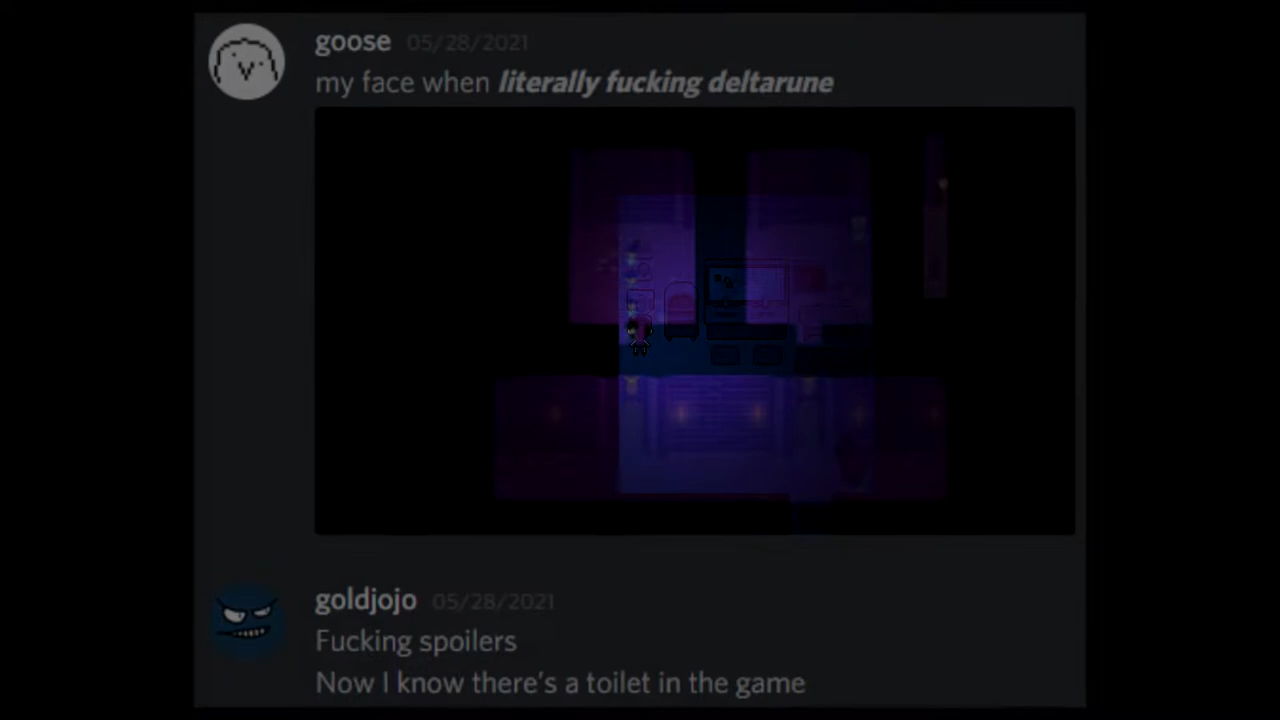 goose 05/28/2021
my face when literally fucking deltarune
goldjojo 05/28/2021
Fucking spoilers
Now I know there's a toilet in the game